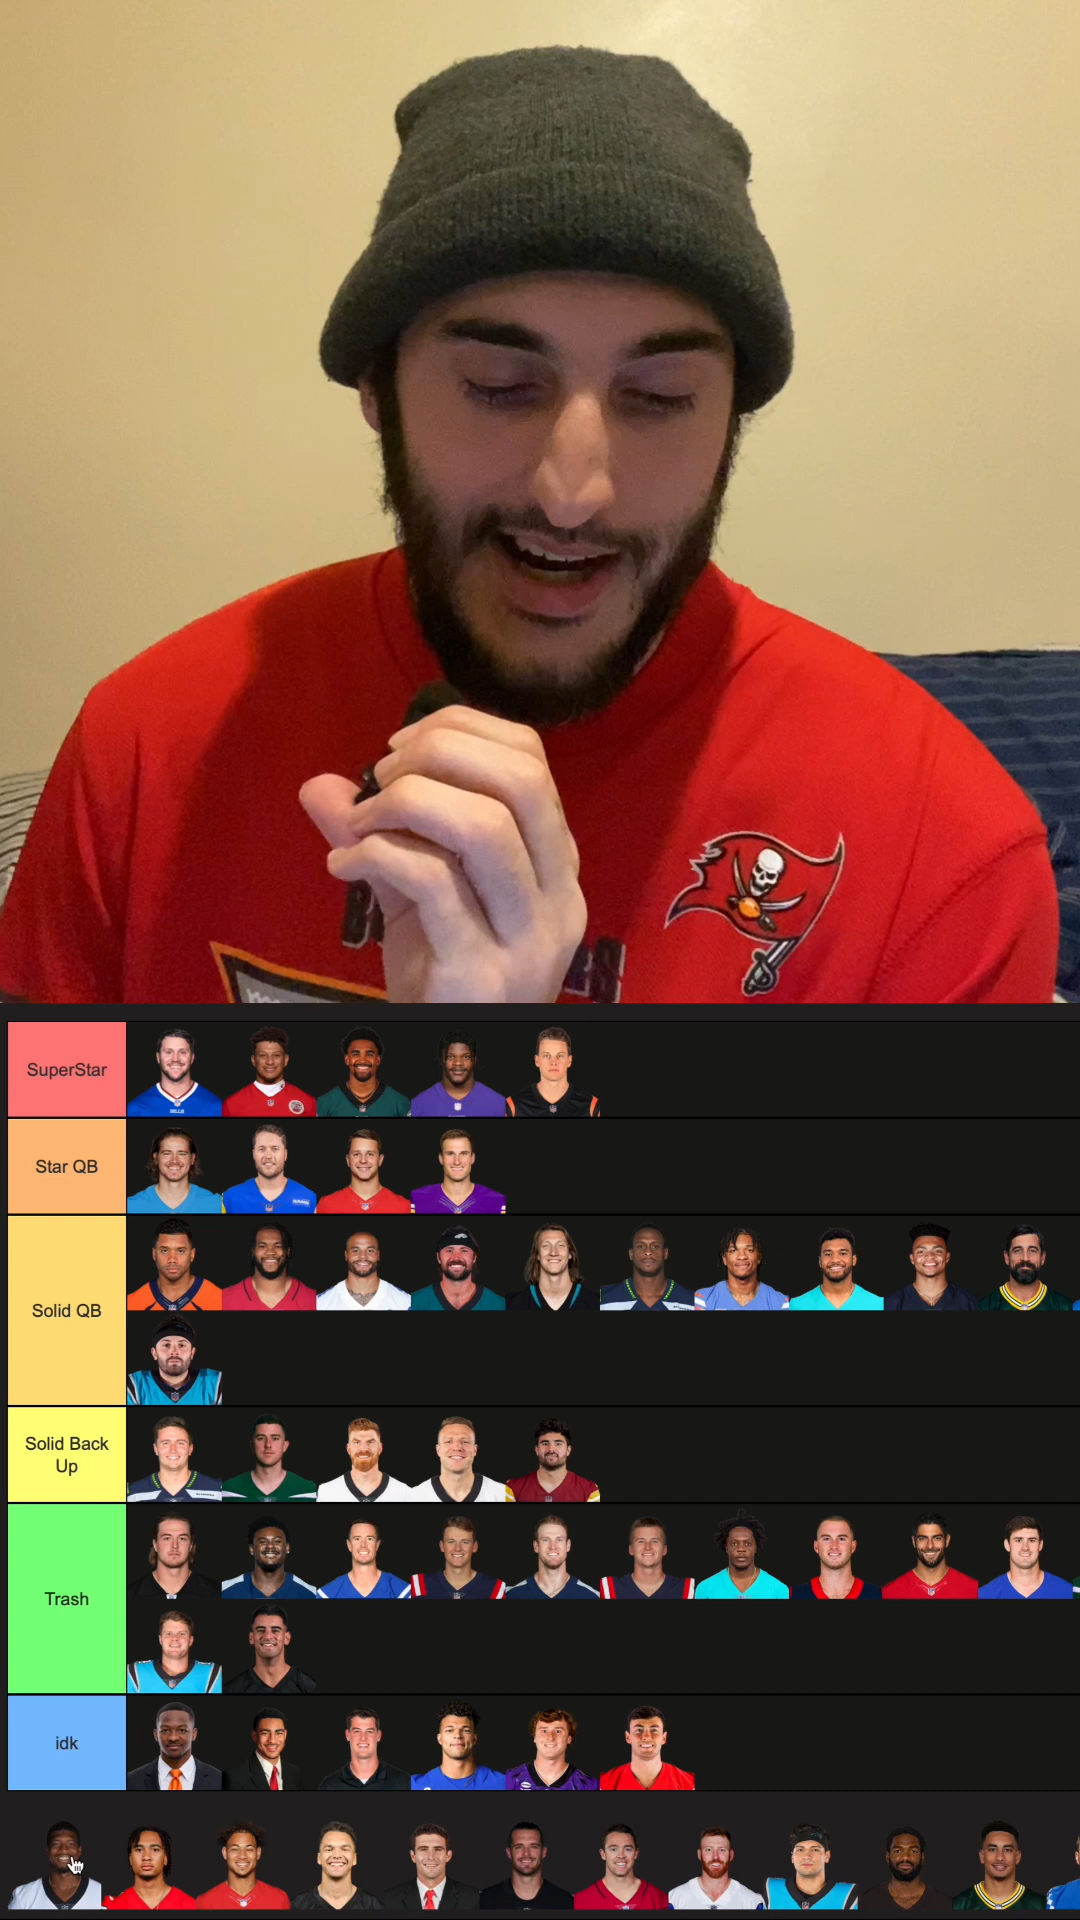 SuperStar
Star QB
Solid QB
Solid Back
Up
Trash
idk